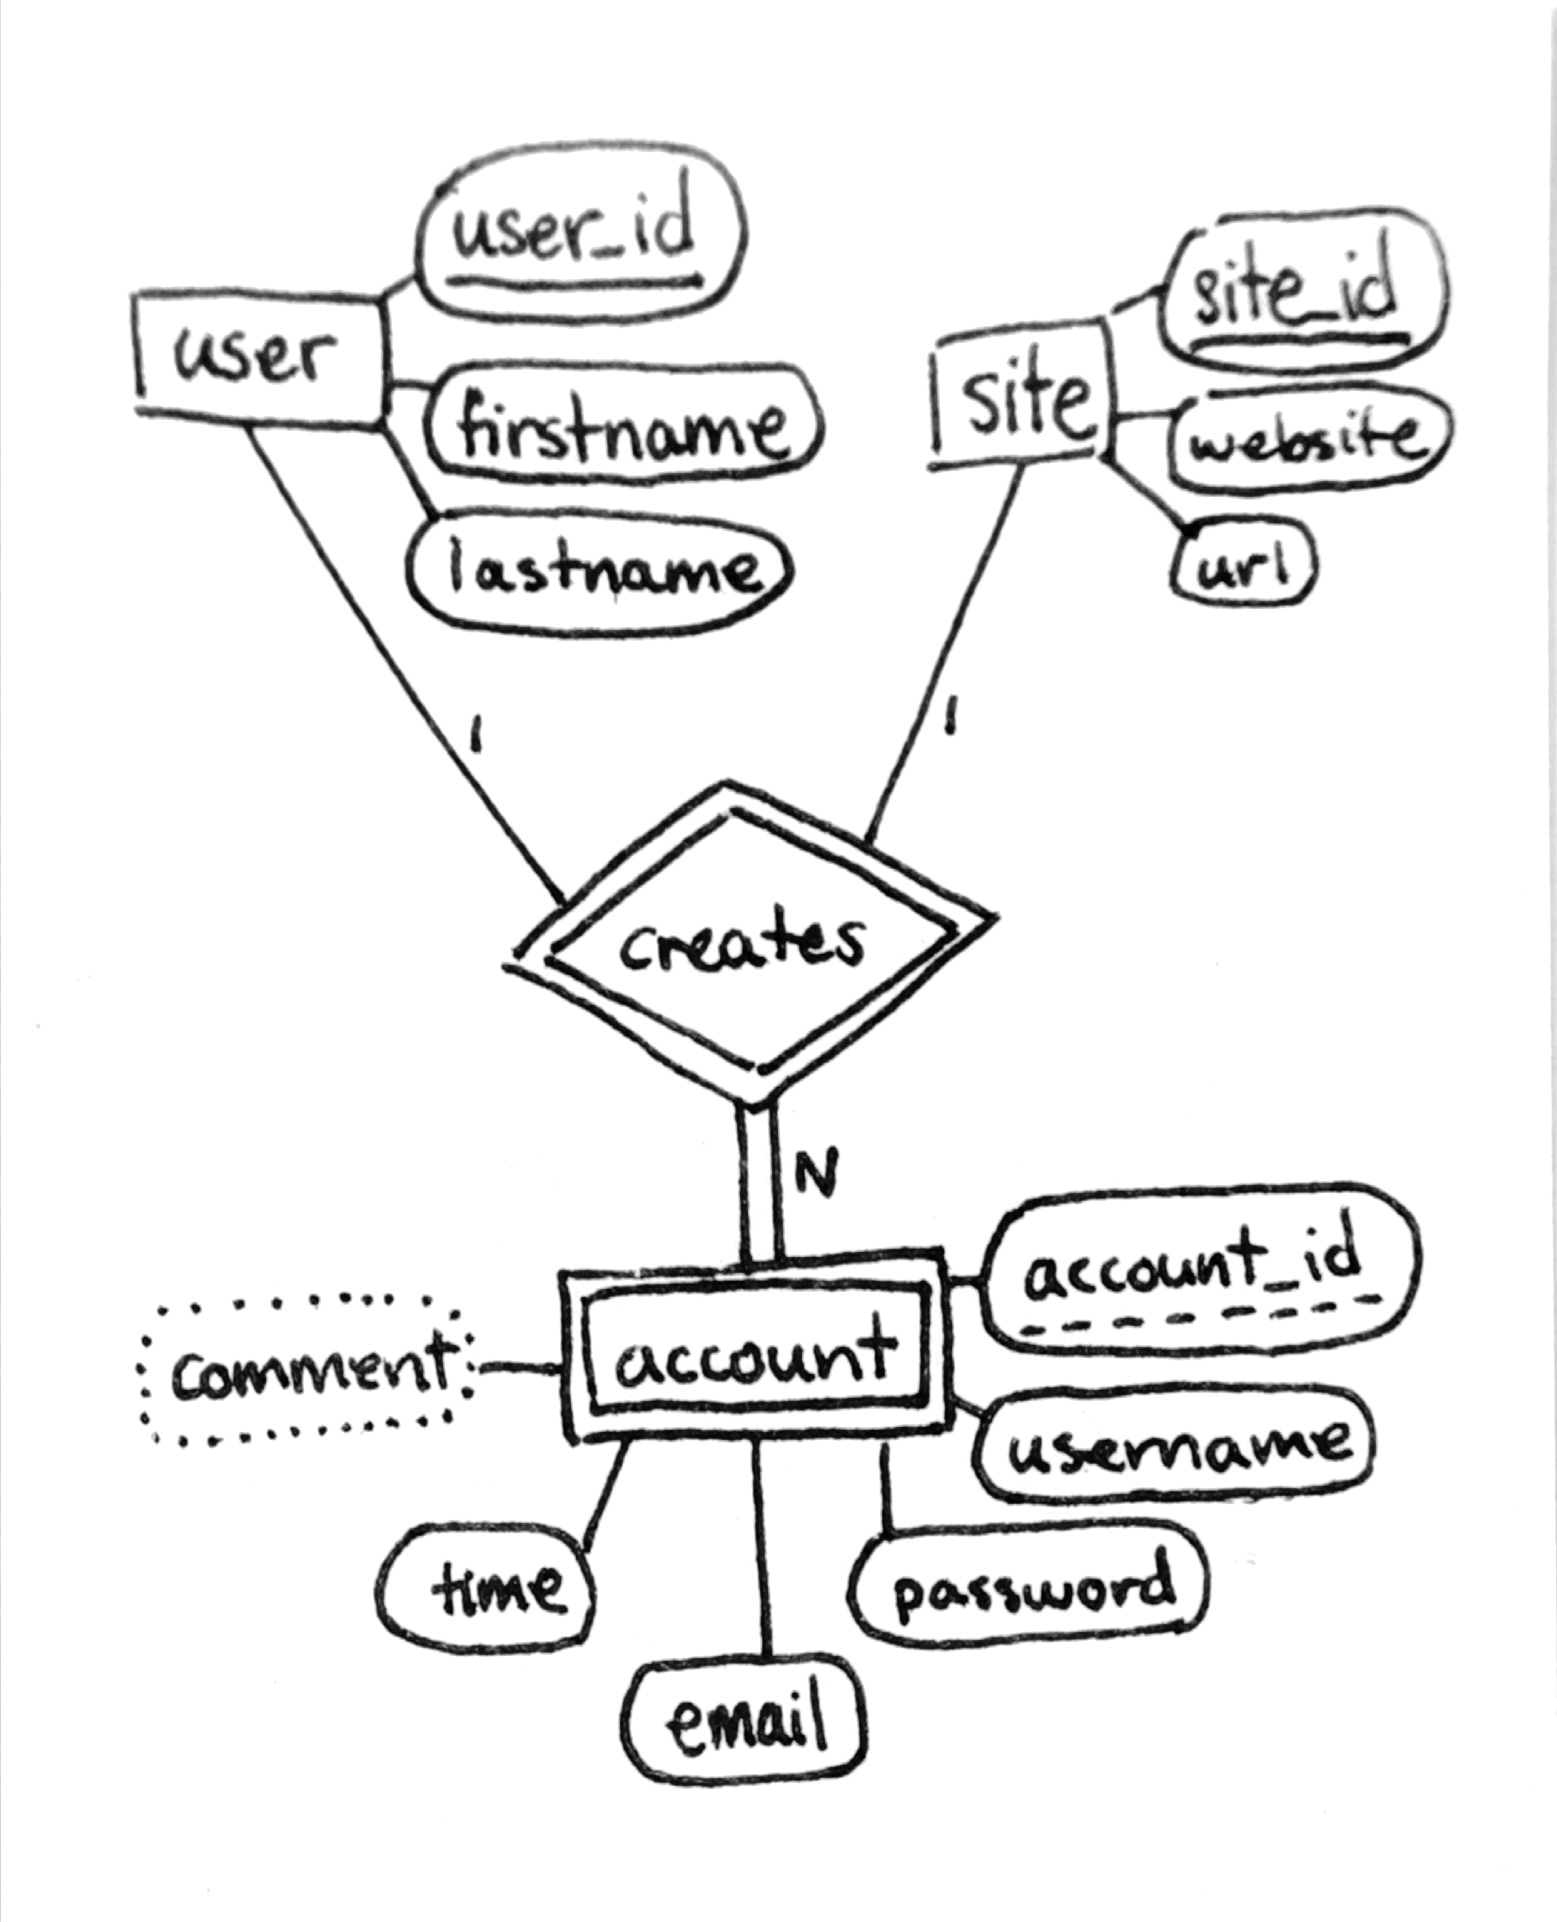 user_id
user
firstname
lastname
site_id
site
website
url
1
1
creates
N
account_id
account
comment
username
time
password
email